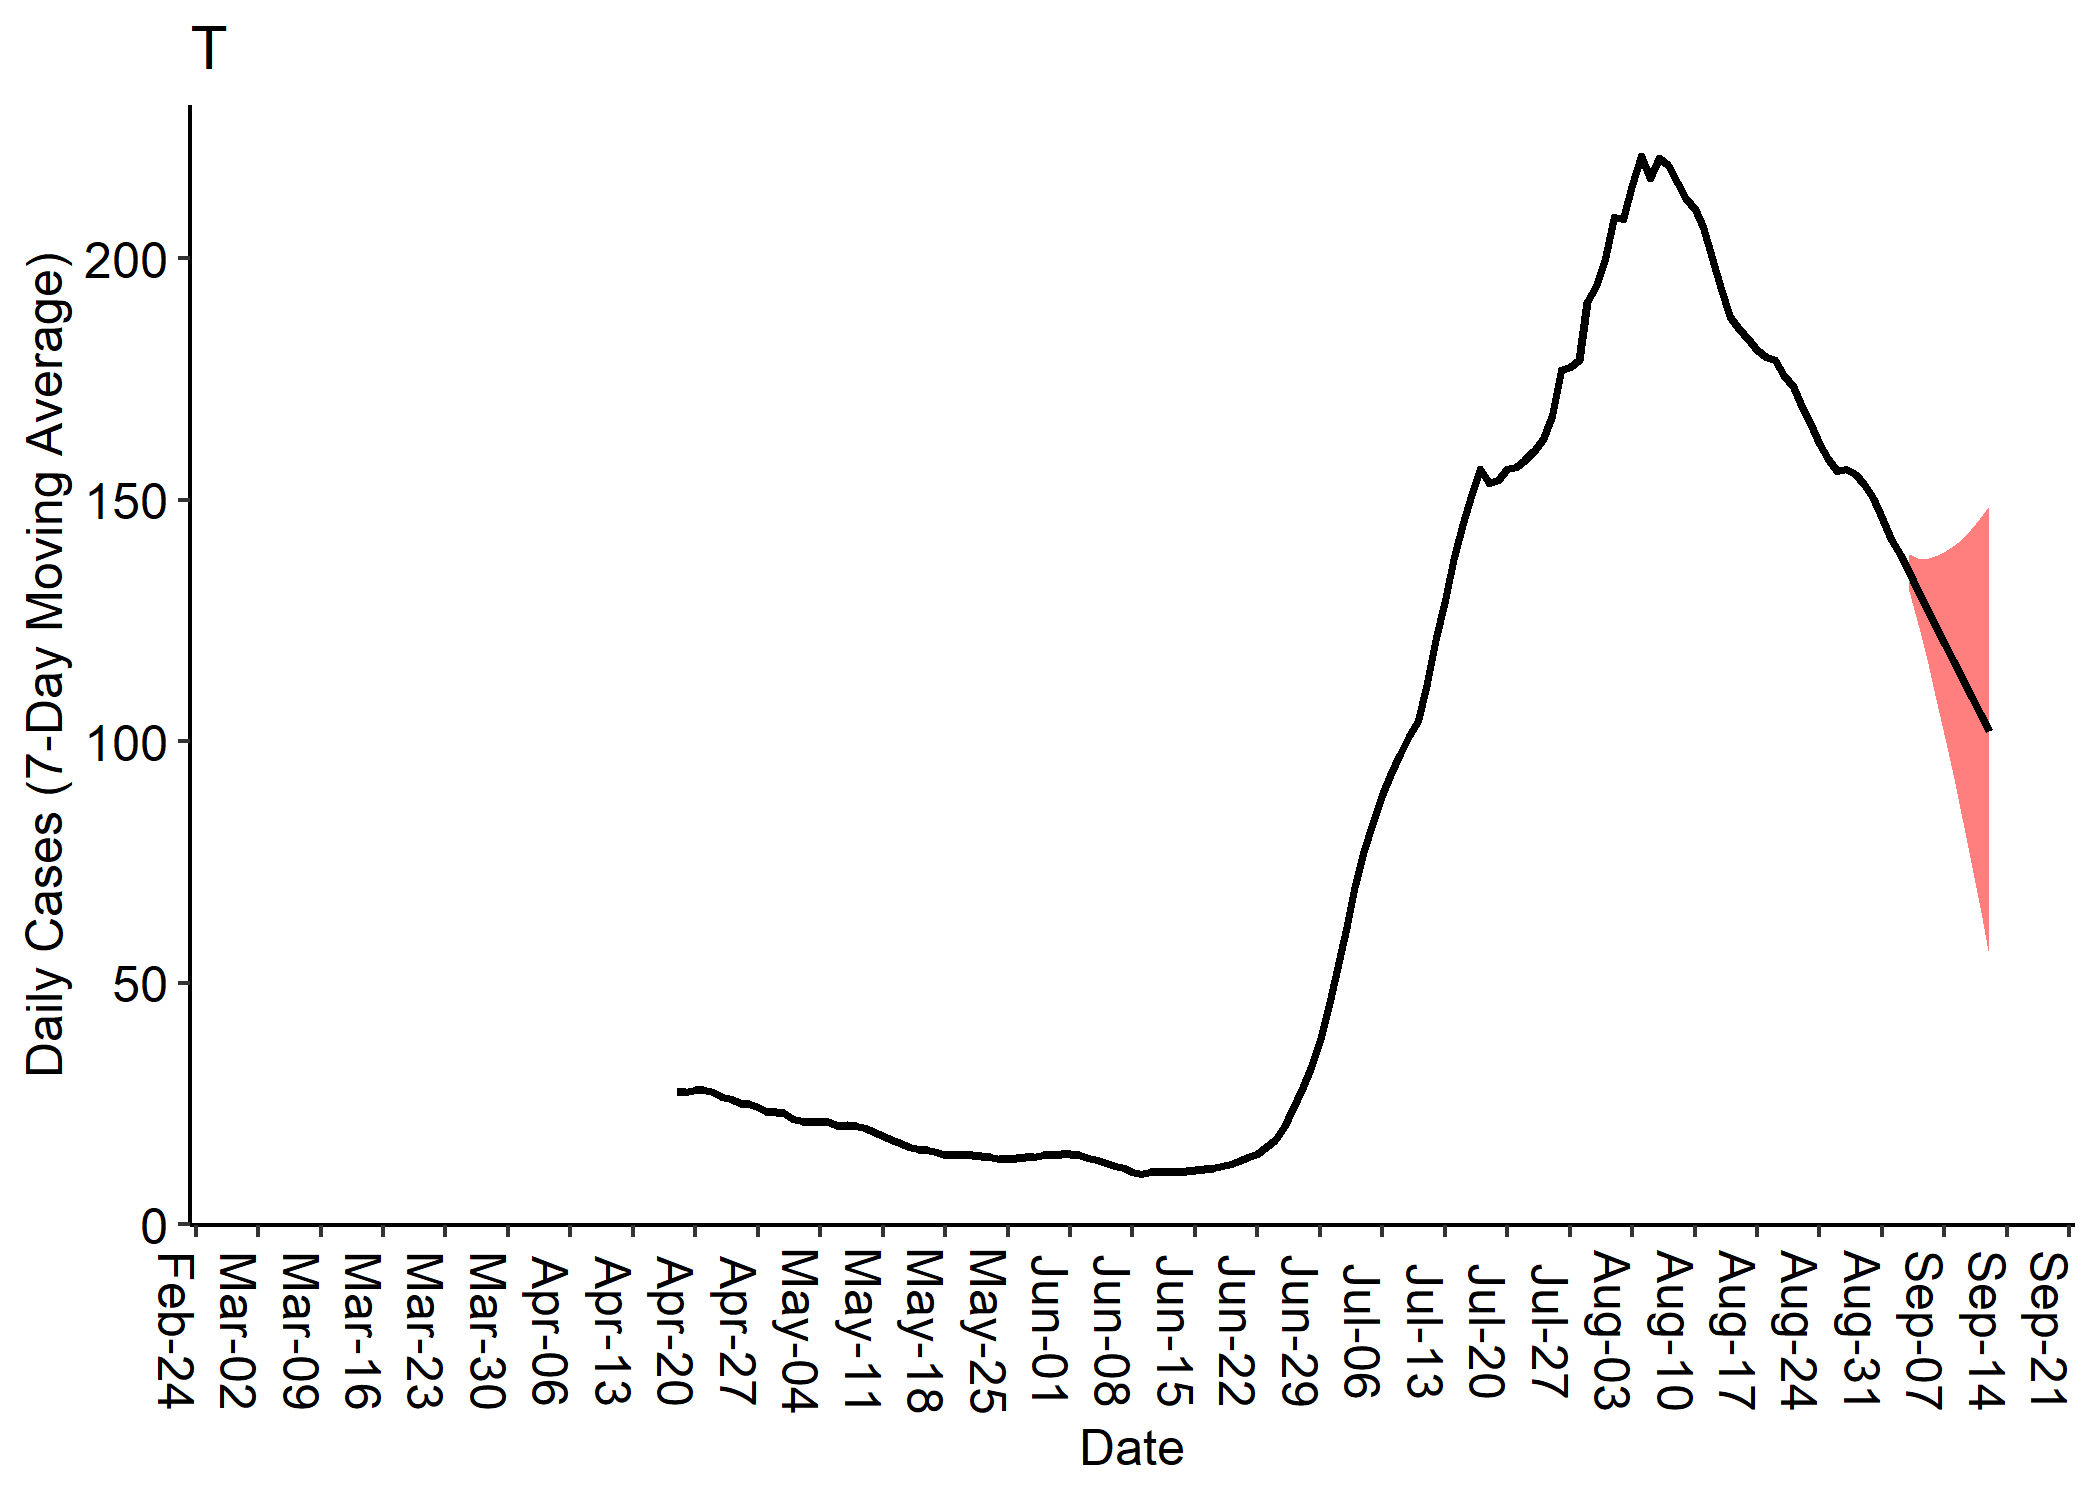 T
Daily Cases (7-Day Moving Average)
200
150
100
50
0
Feb-24
Mar-02
Mar-09
Mar-16
Mar-23
Mar-30
Apr-06
Apr-13
Apr-20
Apr-27
May-04
May-11
May-18
May-25
Jun-01
Jun-08
Jun-15
Jun-22
Jun-29
Jul-06
Jul-13
Jul-20
Jul-27
Aug-03
Aug-10
Aug-17
Aug-24
Aug-31
Sep-07
Sep-14
Sep-21
Date